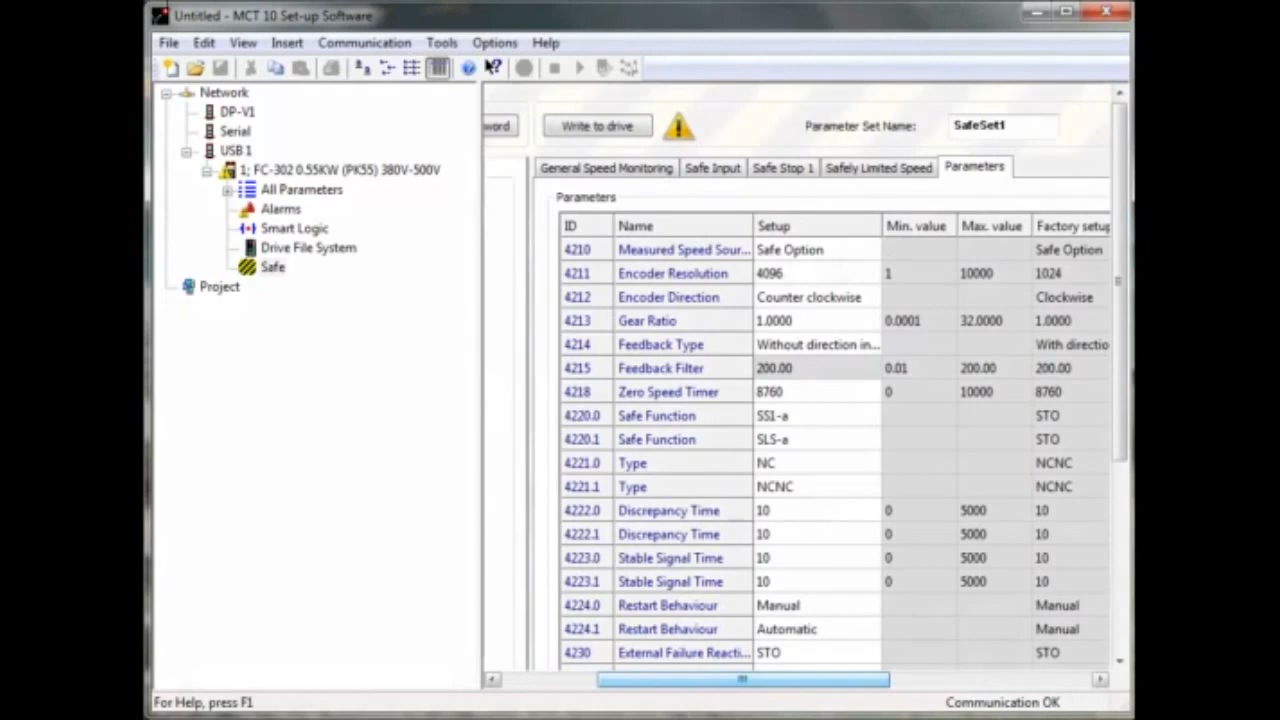 Untitled - MCT 10 Set-up Software
File Edit View Insert Communication Tools Options Help
Network
DP-V1
Serial
USB 1
1; FC-302 0.55KW (PK55) 380V-500V
All Parameters
Alarms
Smart Logic
Drive File System
Safe
Project
word Write to drive Parameter Set Name: SafeSet1
General Speed Monitoring Safe Input Safe Stop 1 Safely Limited Speed Parameters
Parameters
ID Name Setup Min. value Max. value Factory setup
4210 Measured Speed Sour... Safe Option Safe Option
4211 Encoder Resolution 4096 1 10000 1024
4212 Encoder Direction Counter clockwise Clockwise
4213 Gear Ratio 1.0000 0.0001 32.0000 1.0000
4214 Feedback Type Without direction in... With directio
4215 Feedback Filter 200.00 0.01 200.00 200.00
4218 Zero Speed Timer 8760 0 10000 8760
4220.0 Safe Function SS1-a STO
4220.1 Safe Function SLS-a STO
4221.0 Type NC NCNC
4221.1 Type NCNC NCNC
4222.0 Discrepancy Time 10 0 5000 10
4222.1 Discrepancy Time 10 0 5000 10
4223.0 Stable Signal Time 10 0 5000 10
4223.1 Stable Signal Time 10 0 5000 10
4224.0 Restart Behaviour Manual Manual
4224.1 Restart Behaviour Automatic Manual
4230 External Failure Reacti... STO STO
For Help, press F1 Communication OK